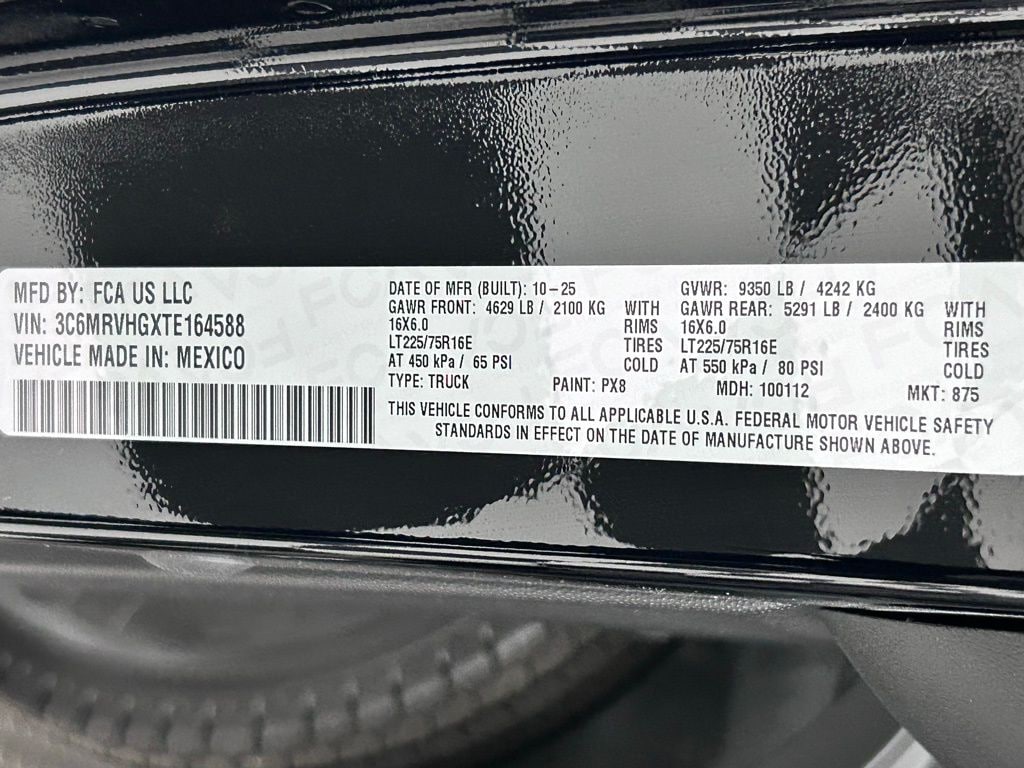 MFD BY: FCA US LLC
VIN: 3C6MRVHGXTE164588
VEHICLE MADE IN: MEXICO
DATE OF MFR (BUILT): 10-25
GAWR FRONT: 4629 LB / 2100 KG WITH
16X6.0 RIMS
LT225/75R16E TIRES
AT 450 kPa / 65 PSI COLD
TYPE: TRUCK PAINT: PX8
GVWR: 9350 LB / 4242 KG
GAWR REAR: 5291 LB / 2400 KG WITH
16X6.0 RIMS
LT225/75R16E TIRES
AT 550 kPa / 80 PSI COLD
MDH: 100112 MKT: 875
THIS VEHICLE CONFORMS TO ALL APPLICABLE U.S.A. FEDERAL MOTOR VEHICLE SAFETY
STANDARDS IN EFFECT ON THE DATE OF MANUFACTURE SHOWN ABOVE.